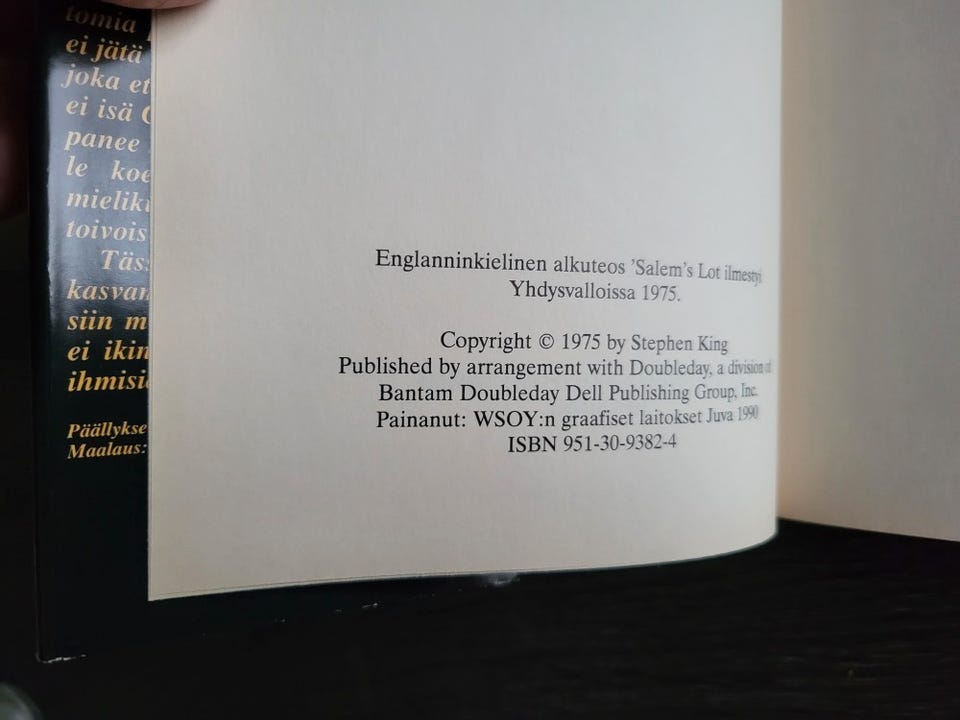 tomia
ei jätä
joka et
ei isä
panee
le koe
mielik
toivois
Täs
kasvan
siin m
ei ikin
ihmisi
Päällykse
Maalaus:
Englanninkielinen alkuteos ’Salem’s Lot ilmestyi
Yhdysvalloissa 1975.
Copyright © 1975 by Stephen King
Published by arrangement with Doubleday, a division of
Bantam Doubleday Dell Publishing Group, Inc.
Painanut: WSOY:n graafiset laitokset Juva 1990
ISBN 951-30-9382-4